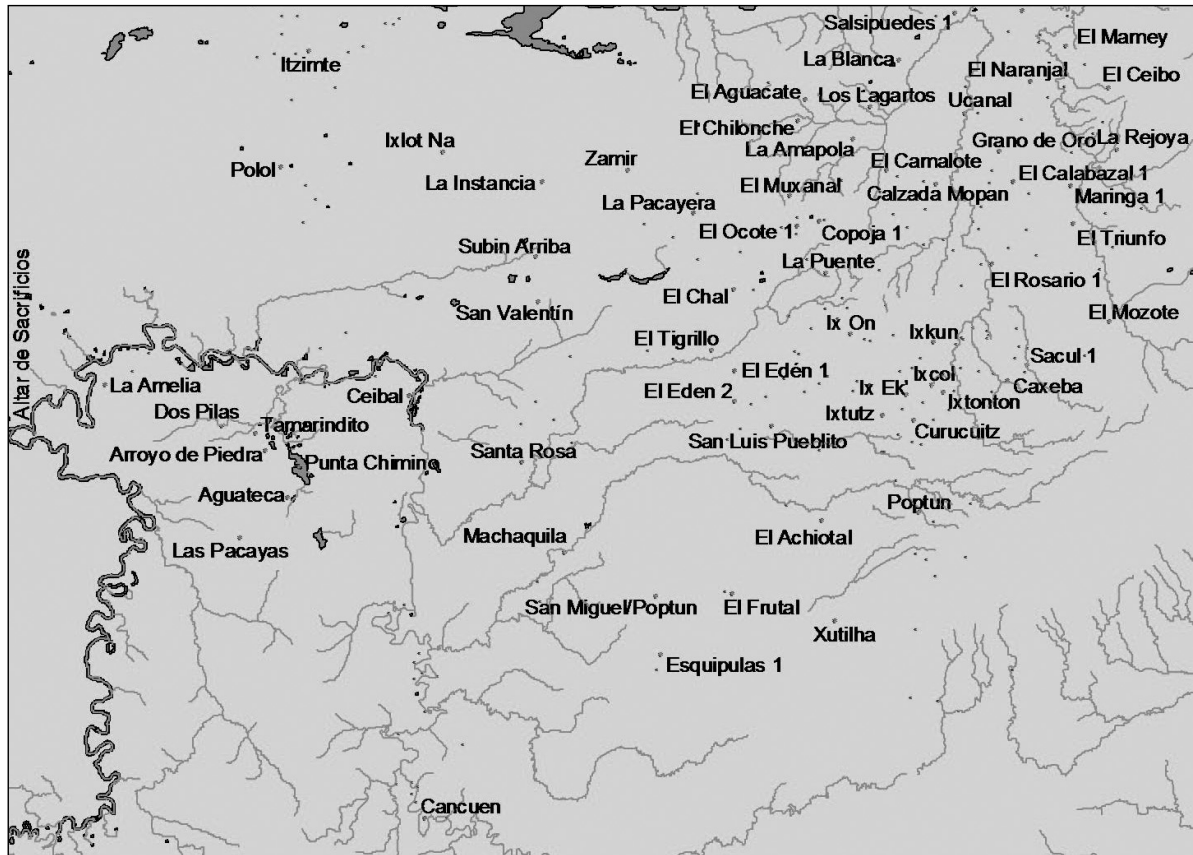 Salsipuedes 1
El Mamey
La Blanca
Itzimte
El Naranjal
El Ceibo
El Aguacate
Los Lagartos
Ucanal
El Chilonche
Ixlot Na
La Amapola
Grano de Oro
La Rejoya
Zamir
El Camalote
Polol
La Instancia
El Muxanal
Calzada Mopan
El Calabazal 1
Maringa 1
La Pacayera
El Ocote 1
Copoja 1
El Triunfo
Subin Arriba
La Puente
El Rosario 1
El Chal
San Valentín
El Mozote
Ix On
Ixkun
Altar de Sacrificios
El Tigrillo
Sacul 1
La Amelia
Ceibal
El Edén 1
Ixcol
El Eden 2
Ix Ek'
Caxeba
Ixtonton
Dos Pilas
Ixtutz
Tamarindito
Curucuitz
San Luis Pueblito
Arroyo de Piedra
Punta Chimino
Santa Rosa
Aguateca
Poptun
Las Pacayas
Machaquila
El Achiotal
San Miguel/Poptun
El Frutal
Xutilha
Esquipulas 1
Cancuen